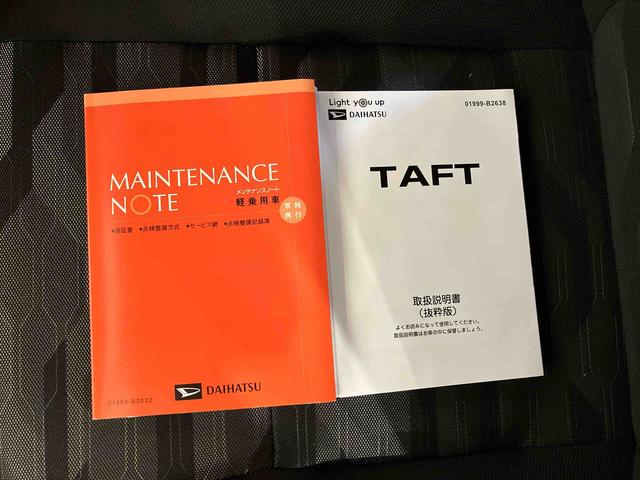 MAINTENANCE
NOTE
メンテナンスノート
軽乗用車
常時
携行
●保証書 ●点検整備方式 ●サービス網 ●点検整備記録簿
DAIHATSU
01999-B2032
Light you up
DAIHATSU
01999-B2638
TAFT
取扱説明書
（抜粋版）
よくお読みになって使用してください。
取扱説明書はお車の中に保管しましょう。